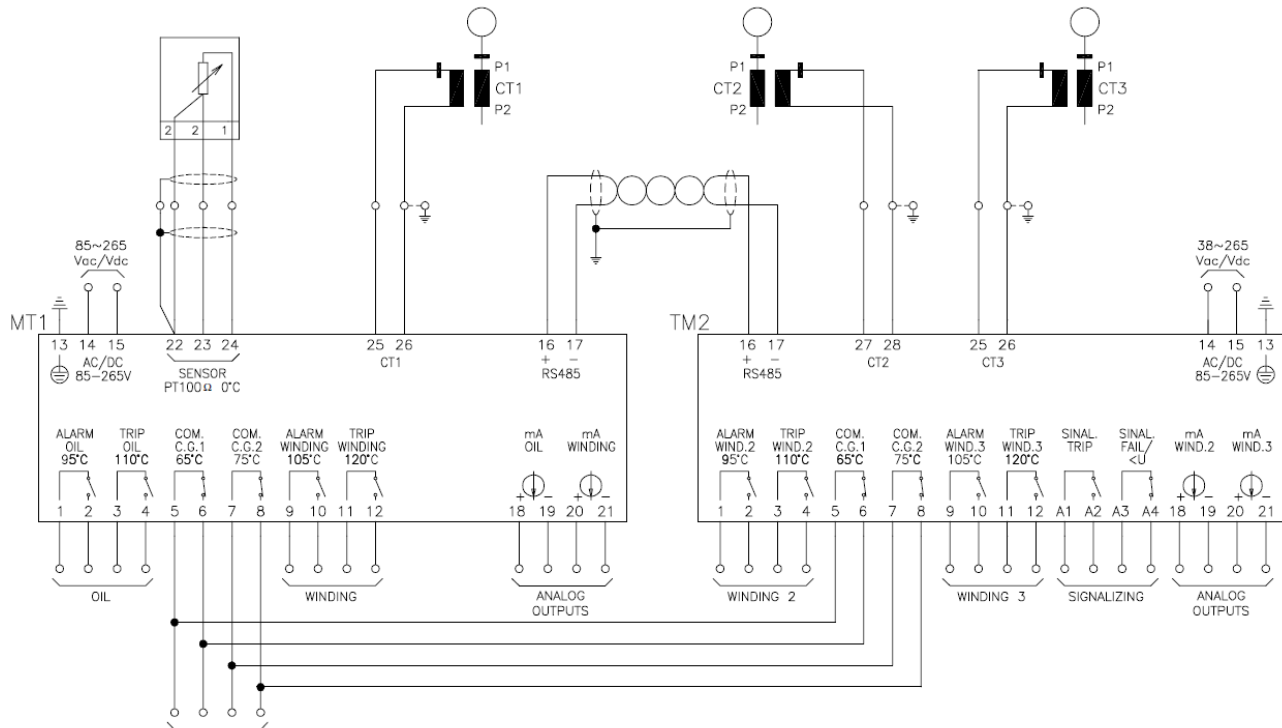 P1
CT1
P2
P1
CT2
P2
P1
CT3
P2
2 2 1
85~265
Vac/Vdc
38~265
Vac/Vdc
MT1
TM2
13 14 15 22 23 24 25 26 16 17
AC/DC
85-265V
SENSOR
PT100Ω 0°C
CT1
+ -
RS485
16 17 27 28 25 26 14 15 13
+ -
RS485
CT2
CT3
AC/DC
85-265V
ALARM
OIL
95°C
TRIP
OIL
110°C
COM.
C.G.1
65°C
COM.
C.G.2
75°C
ALARM
WINDING
105°C
TRIP
WINDING
120°C
mA
OIL
+ -
mA
WINDING
+ -
1 2 3 4 5 6 7 8 9 10 11 12 18 19 20 21
ALARM
WIND.2
95°C
TRIP
WIND.2
110°C
COM.
C.G.1
65°C
COM.
C.G.2
75°C
ALARM
WIND.3
105°C
TRIP
WIND.3
120°C
SINAL.
TRIP
SINAL.
FAIL/
<U
mA
WIND.2
+ -
mA
WIND.3
+ -
1 2 3 4 5 6 7 8 9 10 11 12 A1 A2 A3 A4 18 19 20 21
OIL
WINDING
ANALOG
OUTPUTS
WINDING 2
WINDING 3
SIGNALIZING
ANALOG
OUTPUTS